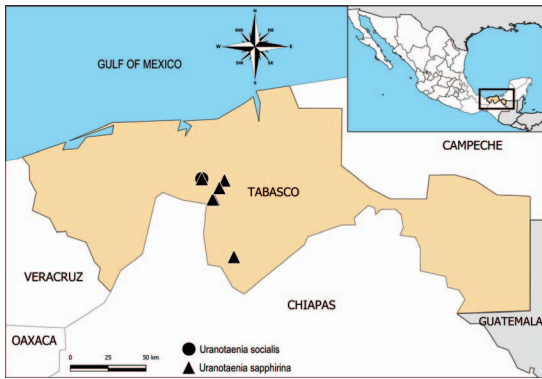 N
NW NE
W E
SW SE
S
GULF OF MEXICO
CAMPECHE
TABASCO
VERACRUZ
CHIAPAS
GUATEMALA
OAXACA
Uranotaenia socialis
Uranotaenia sapphirina
0 25 50 km